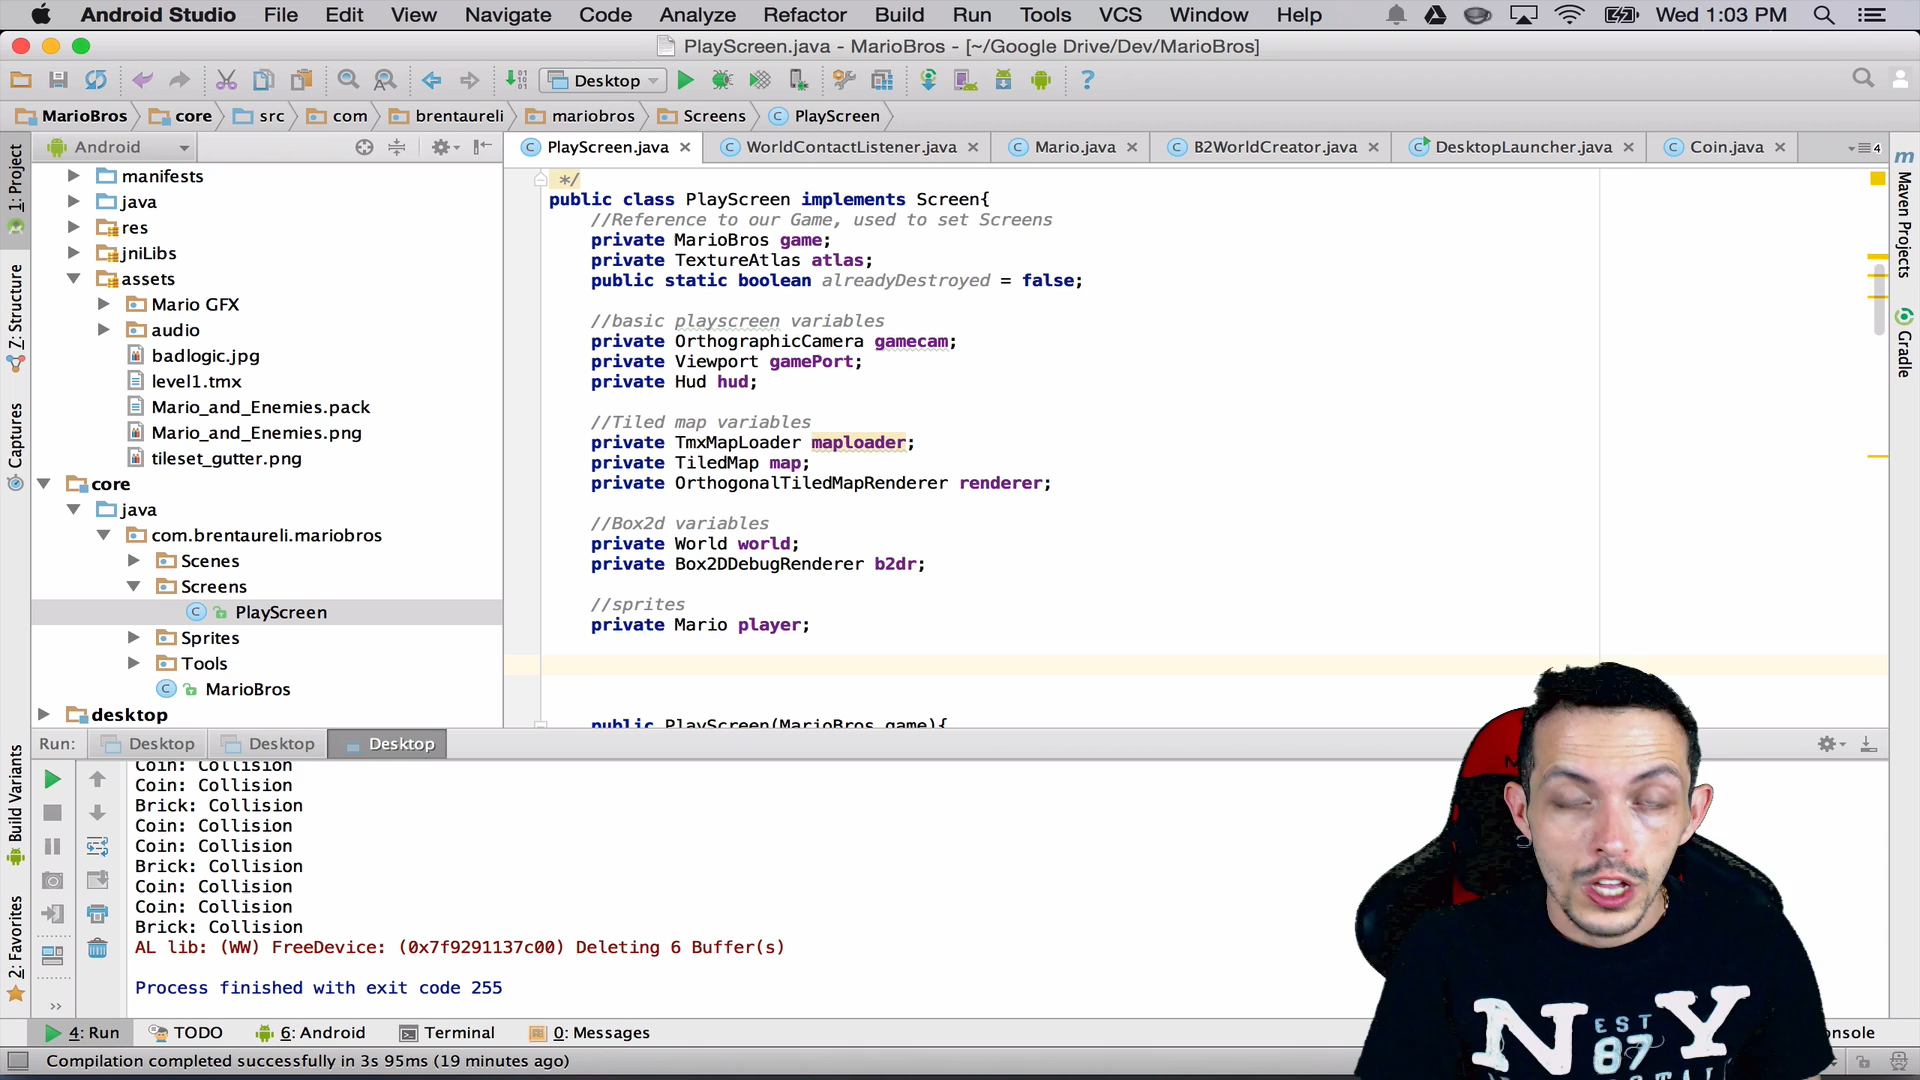 Android Studio File Edit View Navigate Code Analyze Refactor Build Run Tools VCS Window Help Wed 1:03 PM
PlayScreen.java - MarioBros - [~/Google Drive/Dev/MarioBros]
Desktop
MarioBros core src com brentaureli mariobros Screens PlayScreen
Android
PlayScreen.java WorldContactListener.java Mario.java B2WorldCreator.java DesktopLauncher.java Coin.java 4
1: Project
Z: Structure
Captures
Build Variants
2: Favorites
manifests
java
res
jniLibs
assets
Mario GFX
audio
badlogic.jpg
level1.tmx
Mario_and_Enemies.pack
Mario_and_Enemies.png
tileset_gutter.png
core
java
com.brentaureli.mariobros
Scenes
Screens
PlayScreen
Sprites
Tools
MarioBros
desktop
*/
public class PlayScreen implements Screen{
//Reference to our Game, used to set Screens
private MarioBros game;
private TextureAtlas atlas;
public static boolean alreadyDestroyed = false;
//basic playscreen variables
private OrthographicCamera gamecam;
private Viewport gamePort;
private Hud hud;
//Tiled map variables
private TmxMapLoader maploader;
private TiledMap map;
private OrthogonalTiledMapRenderer renderer;
//Box2d variables
private World world;
private Box2DDebugRenderer b2dr;
//sprites
private Mario player;
public PlayScreen(MarioBros game){
m
Maven Projects
Gradle
Run: Desktop Desktop Desktop
Coin: Collision
Coin: Collision
Brick: Collision
Coin: Collision
Coin: Collision
Brick: Collision
Coin: Collision
Coin: Collision
Brick: Collision
AL lib: (WW) FreeDevice: (0x7f9291137c00) Deleting 6 Buffer(s)
Process finished with exit code 255
4: Run TODO 6: Android Terminal 0: Messages onsole
Compilation completed successfully in 3s 95ms (19 minutes ago)
N Y
EST
87